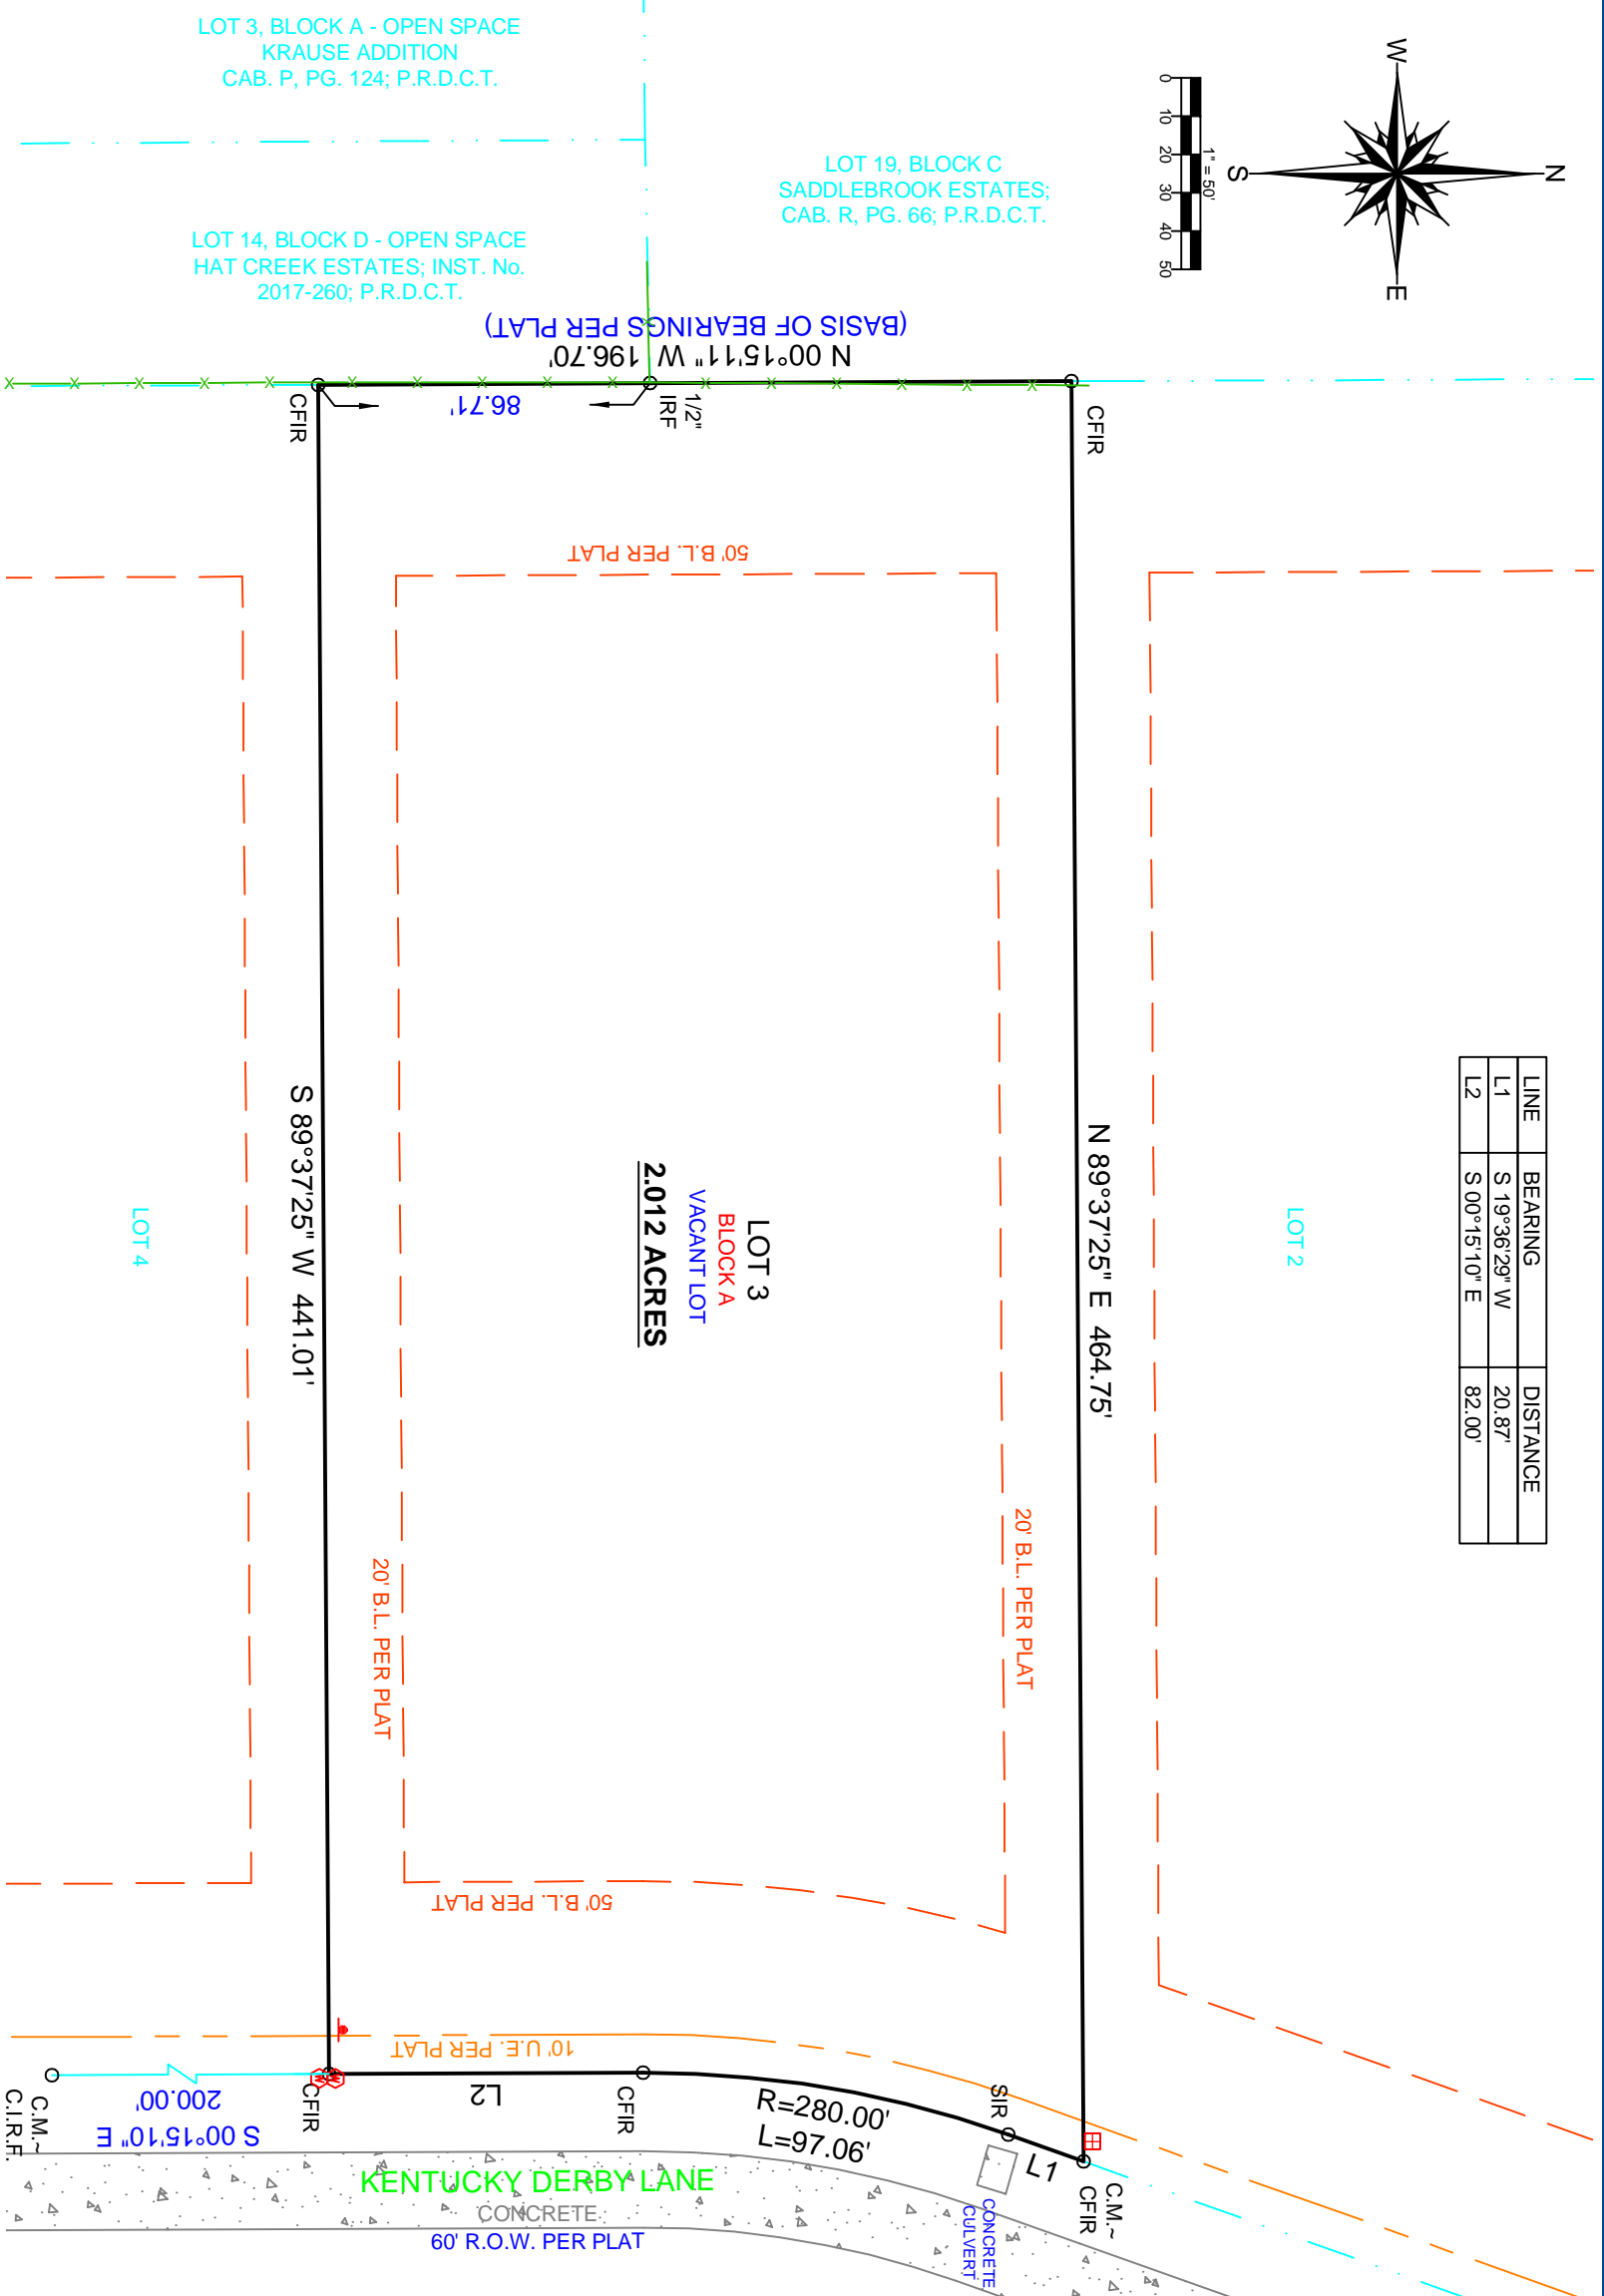 LOT 3, BLOCK A - OPEN SPACE
KRAUSE ADDITION
CAB. P, PG. 124; P.R.D.C.T.
LOT 14, BLOCK D - OPEN SPACE
HAT CREEK ESTATES; INST. No.
2017-260; P.R.D.C.T.
LOT 19, BLOCK C
SADDLEBROOK ESTATES;
CAB. R, PG. 66; P.R.D.C.T.
W
N
S
E
0 10 20 30 40 50
1" = 50'
(BASIS OF BEARINGS PER PLAT)
N 00°15'11" W 196.70'
86.71'
1/2"
IRF
CFIR
CFIR
50' B.L. PER PLAT
LINE BEARING DISTANCE
L1 S 19°36'29" W 20.87'
L2 S 00°15'10" E 82.00'
LOT 2
N 89°37'25" E 464.75'
LOT 3
BLOCK A
VACANT LOT
2.012 ACRES
S 89°37'25" W 441.01'
LOT 4
20' B.L. PER PLAT
20' B.L. PER PLAT
50' B.L. PER PLAT
10' U.E. PER PLAT
L2
CFIR
CFIR
SIR
R=280.00'
L=97.06'
L1
C.M.~
CFIR
200.00'
S 00°15'10" E
C.M.~
C.I.R.F.
CONCRETE
CULVERT
KENTUCKY DERBY LANE
CONCRETE
60' R.O.W. PER PLAT